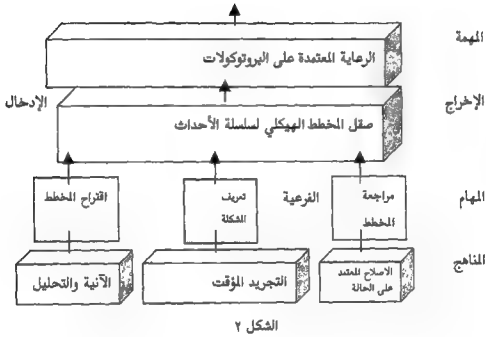 المهمة
الرعاية المعتمدة على البروتوكولات
الإخراج
الإدخال
صقل المخطط الهيكلي لسلسلة الأحداث
المهام
مراجعة
المخطط
الفرعية
تعريف
الشكلة
اقتراح المخطط
المناهج
الاصلاح المعتمد
على الحالة
التجريد المؤقت
الآنية والتحليل
الشكل ٢